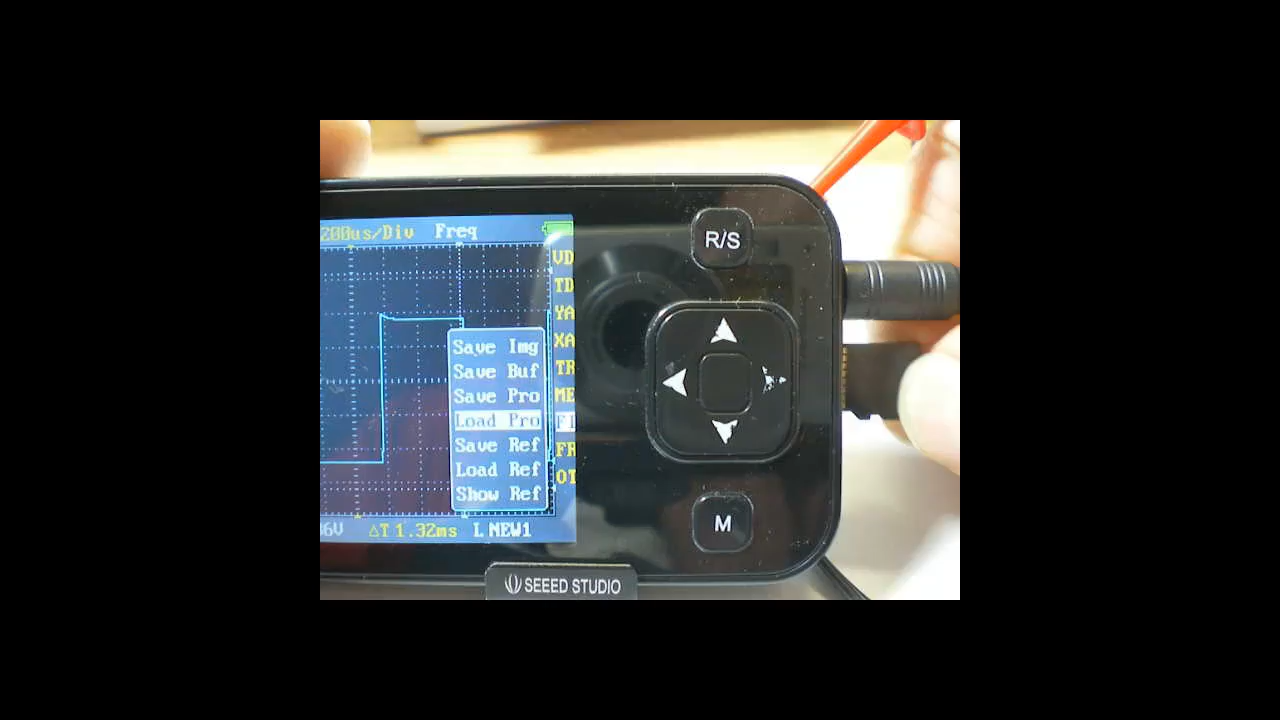 200us/Div Freq
VD
TD
YA
XA
TR
ME
FI
FR
OT
Save Img
Save Buf
Save Pro
Load Pro
Save Ref
Load Ref
Show Ref
6V △T 1.32ms L NEW1
R/S
M
SEEED STUDIO